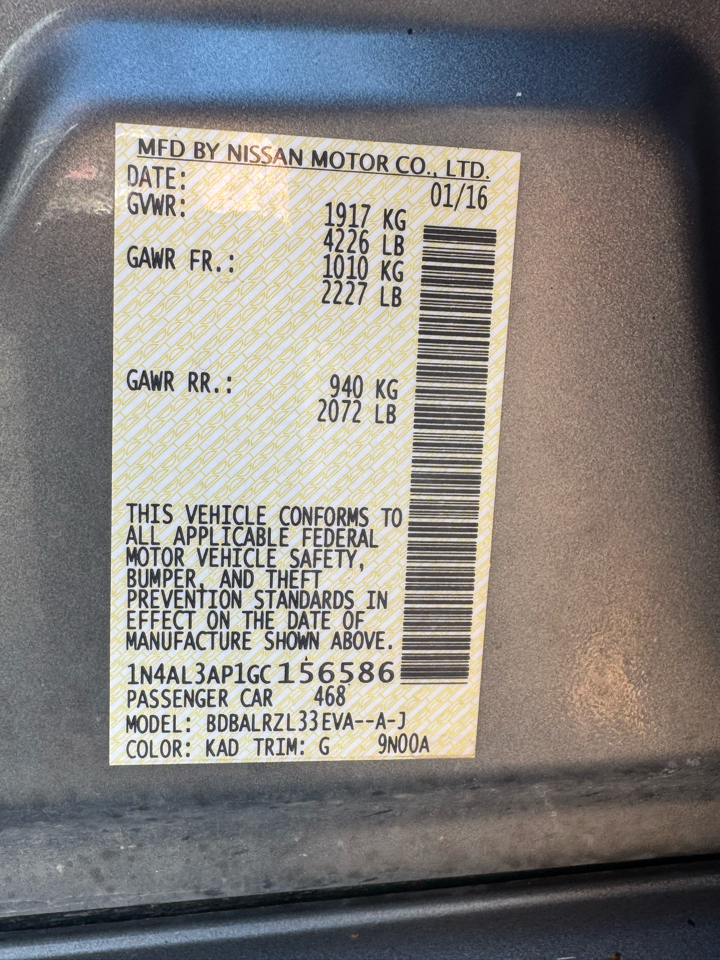 MFD BY NISSAN MOTOR CO., LTD.
DATE: 01/16
GVWR: 1917 KG
4226 LB
GAWR FR.: 1010 KG
2227 LB
GAWR RR.: 940 KG
2072 LB
THIS VEHICLE CONFORMS TO
ALL APPLICABLE FEDERAL
MOTOR VEHICLE SAFETY,
BUMPER, AND THEFT
PREVENTION STANDARDS IN
EFFECT ON THE DATE OF
MANUFACTURE SHOWN ABOVE.
1N4AL3AP1GC156586
PASSENGER CAR 468
MODEL: BDBALRZL33EVA--A-J
COLOR: KAD TRIM: G 9N00A